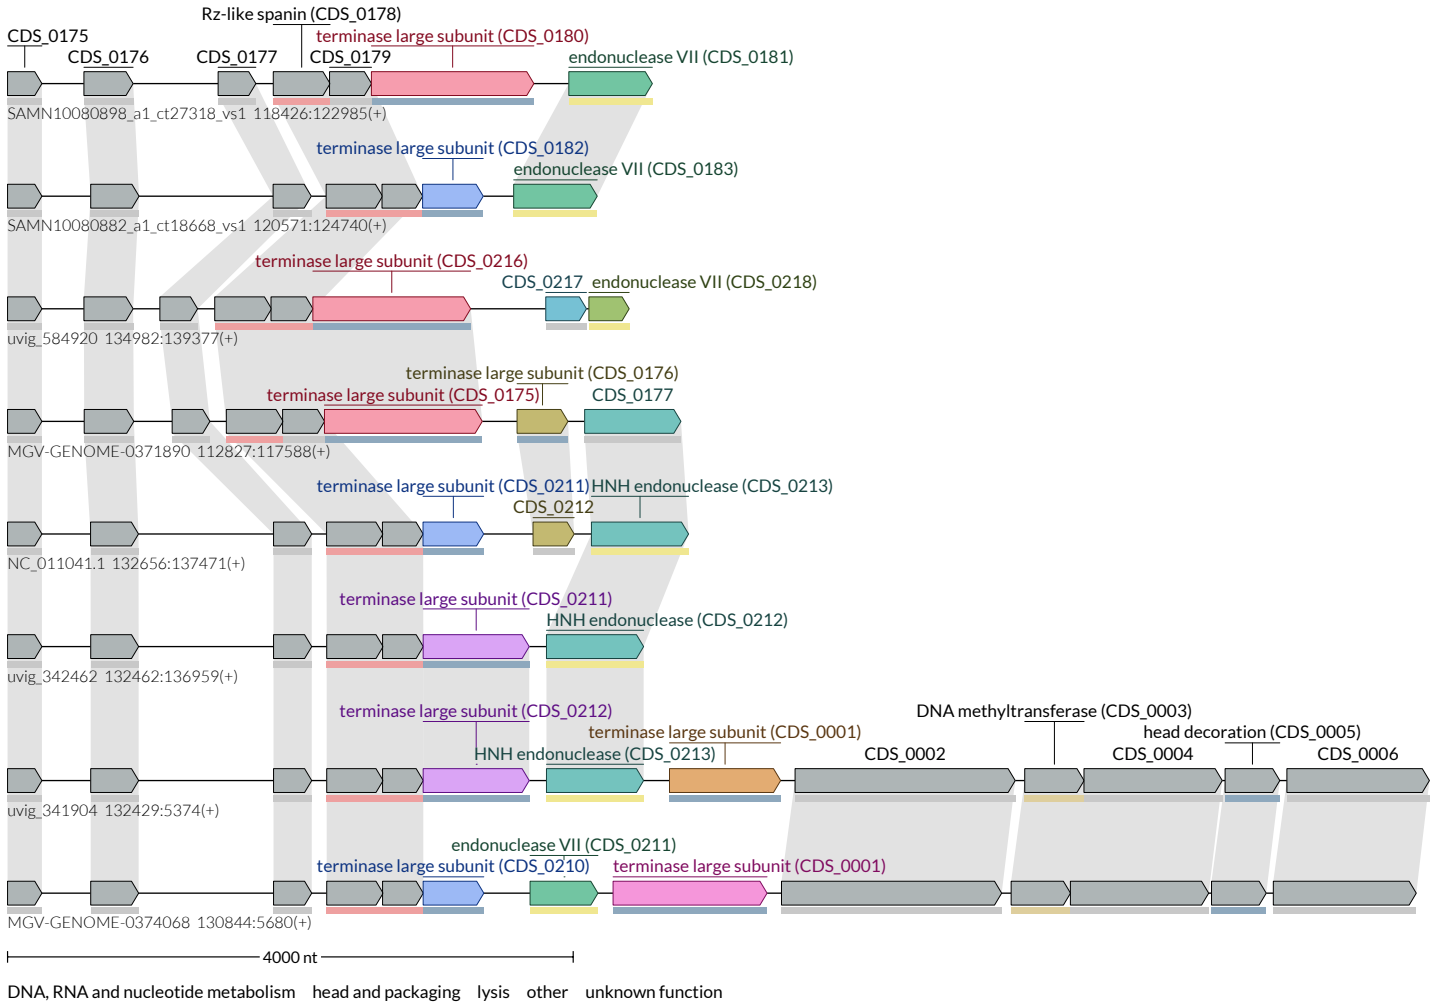 Rz-like spanin (CDS_0178)
CDS_0175 terminase large subunit (CDS_0180)
CDS_0176 CDS_0177 CDS_0179 endonuclease VII (CDS_0181)
SAMN10080898_a1_ct27318_vs1 118426:122985(+)
terminase large subunit (CDS_0182)
endonuclease VII (CDS_0183)
SAMN10080882_a1_ct18668_vs1 120571:124740(+)
terminase large subunit (CDS_0216)
CDS_0217 endonuclease VII (CDS_0218)
uvig_584920 134982:139377(+)
terminase large subunit (CDS_0176)
terminase large subunit (CDS_0175) CDS_0177
MGV-GENOME-0371890 112827:117588(+)
terminase large subunit (CDS_0211) HNH endonuclease (CDS_0213)
CDS_0212
NC_011041.1 132656:137471(+)
terminase large subunit (CDS_0211)
HNH endonuclease (CDS_0212)
uvig_342462 132462:136959(+)
terminase large subunit (CDS_0212) DNA methyltransferase (CDS_0003)
terminase large subunit (CDS_0001) head decoration (CDS_0005)
HNH endonuclease (CDS_0213) CDS_0002 CDS_0004 CDS_0006
uvig_341904 132429:5374(+)
endonuclease VII (CDS_0211)
terminase large subunit (CDS_0210) terminase large subunit (CDS_0001)
MGV-GENOME-0374068 130844:5680(+)
4000 nt
DNA, RNA and nucleotide metabolism head and packaging lysis other unknown function